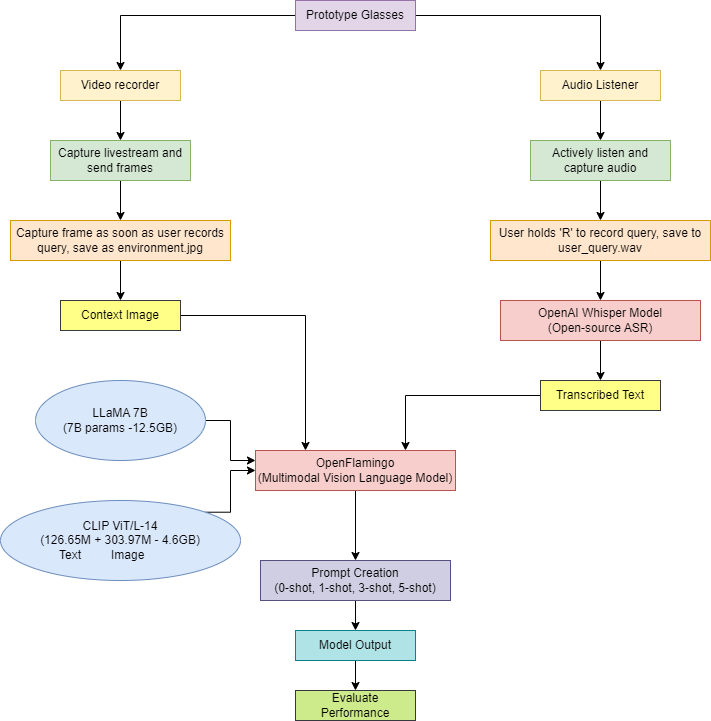 Prototype Glasses
Video recorder
Audio Listener
Capture livestream and
send frames
Actively listen and
capture audio
Capture frame as soon as user records
query, save as environment.jpg
User holds 'R' to record query, save to
user_query.wav
Context Image
OpenAI Whisper Model
(Open-source ASR)
Transcribed Text
LLaMA 7B
(7B params -12.5GB)
OpenFlamingo
(Multimodal Vision Language Model)
CLIP ViT/L-14
(126.65M + 303.97M - 4.6GB)
Text Image
Prompt Creation
(0-shot, 1-shot, 3-shot, 5-shot)
Model Output
Evaluate
Performance